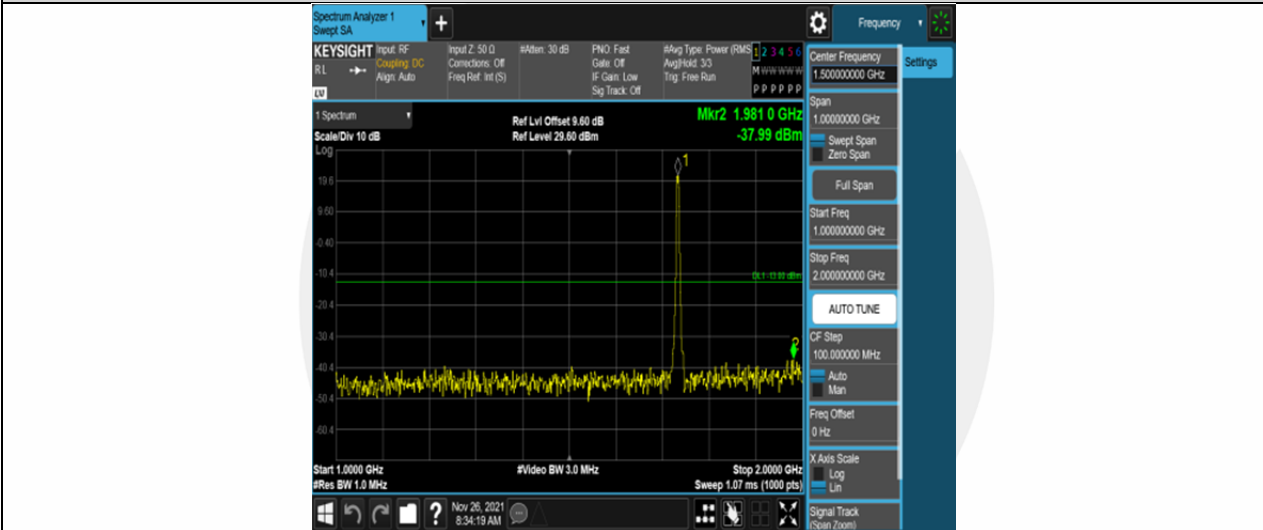 Spectrum Analyzer 1
Swept SA
+
Frequency
KEYSIGHT
Input: RF
Coupling: DC
Align: Auto
RL
LV
Input Z: 50 Ω
Corrections: Off
Freq Ref: Int (S)
#Atten: 30 dB
PNO: Fast
Gate: Off
IF Gain: Low
Sig Track: Off
#Avg Type: Power (RMS
Avg|Hold: 3/3
Trig: Free Run
1 2 3 4 5 6
M W W W W W
P P P P P P
1 Spectrum
Scale/Div 10 dB
Log
Ref Lvl Offset 9.60 dB
Ref Level 29.60 dBm
Mkr2 1.981 0 GHz
-37.99 dBm
1
19.6
9.60
-0.40
-10.4
DL1 -13.00 dBm
-20.4
-30.4
2
-40.4
-50.4
-60.4
Start 1.0000 GHz
#Res BW 1.0 MHz
#Video BW 3.0 MHz
Stop 2.0000 GHz
Sweep 1.07 ms (1000 pts)
Nov 26, 2021
8:34:19 AM
Center Frequency
1.500000000 GHz
Settings
Span
1.00000000 GHz
Swept Span
Zero Span
Full Span
Start Freq
1.000000000 GHz
Stop Freq
2.000000000 GHz
AUTO TUNE
CF Step
100.000000 MHz
Auto
Man
Freq Offset
0 Hz
X Axis Scale
Log
Lin
Signal Track
(Span Zoom)